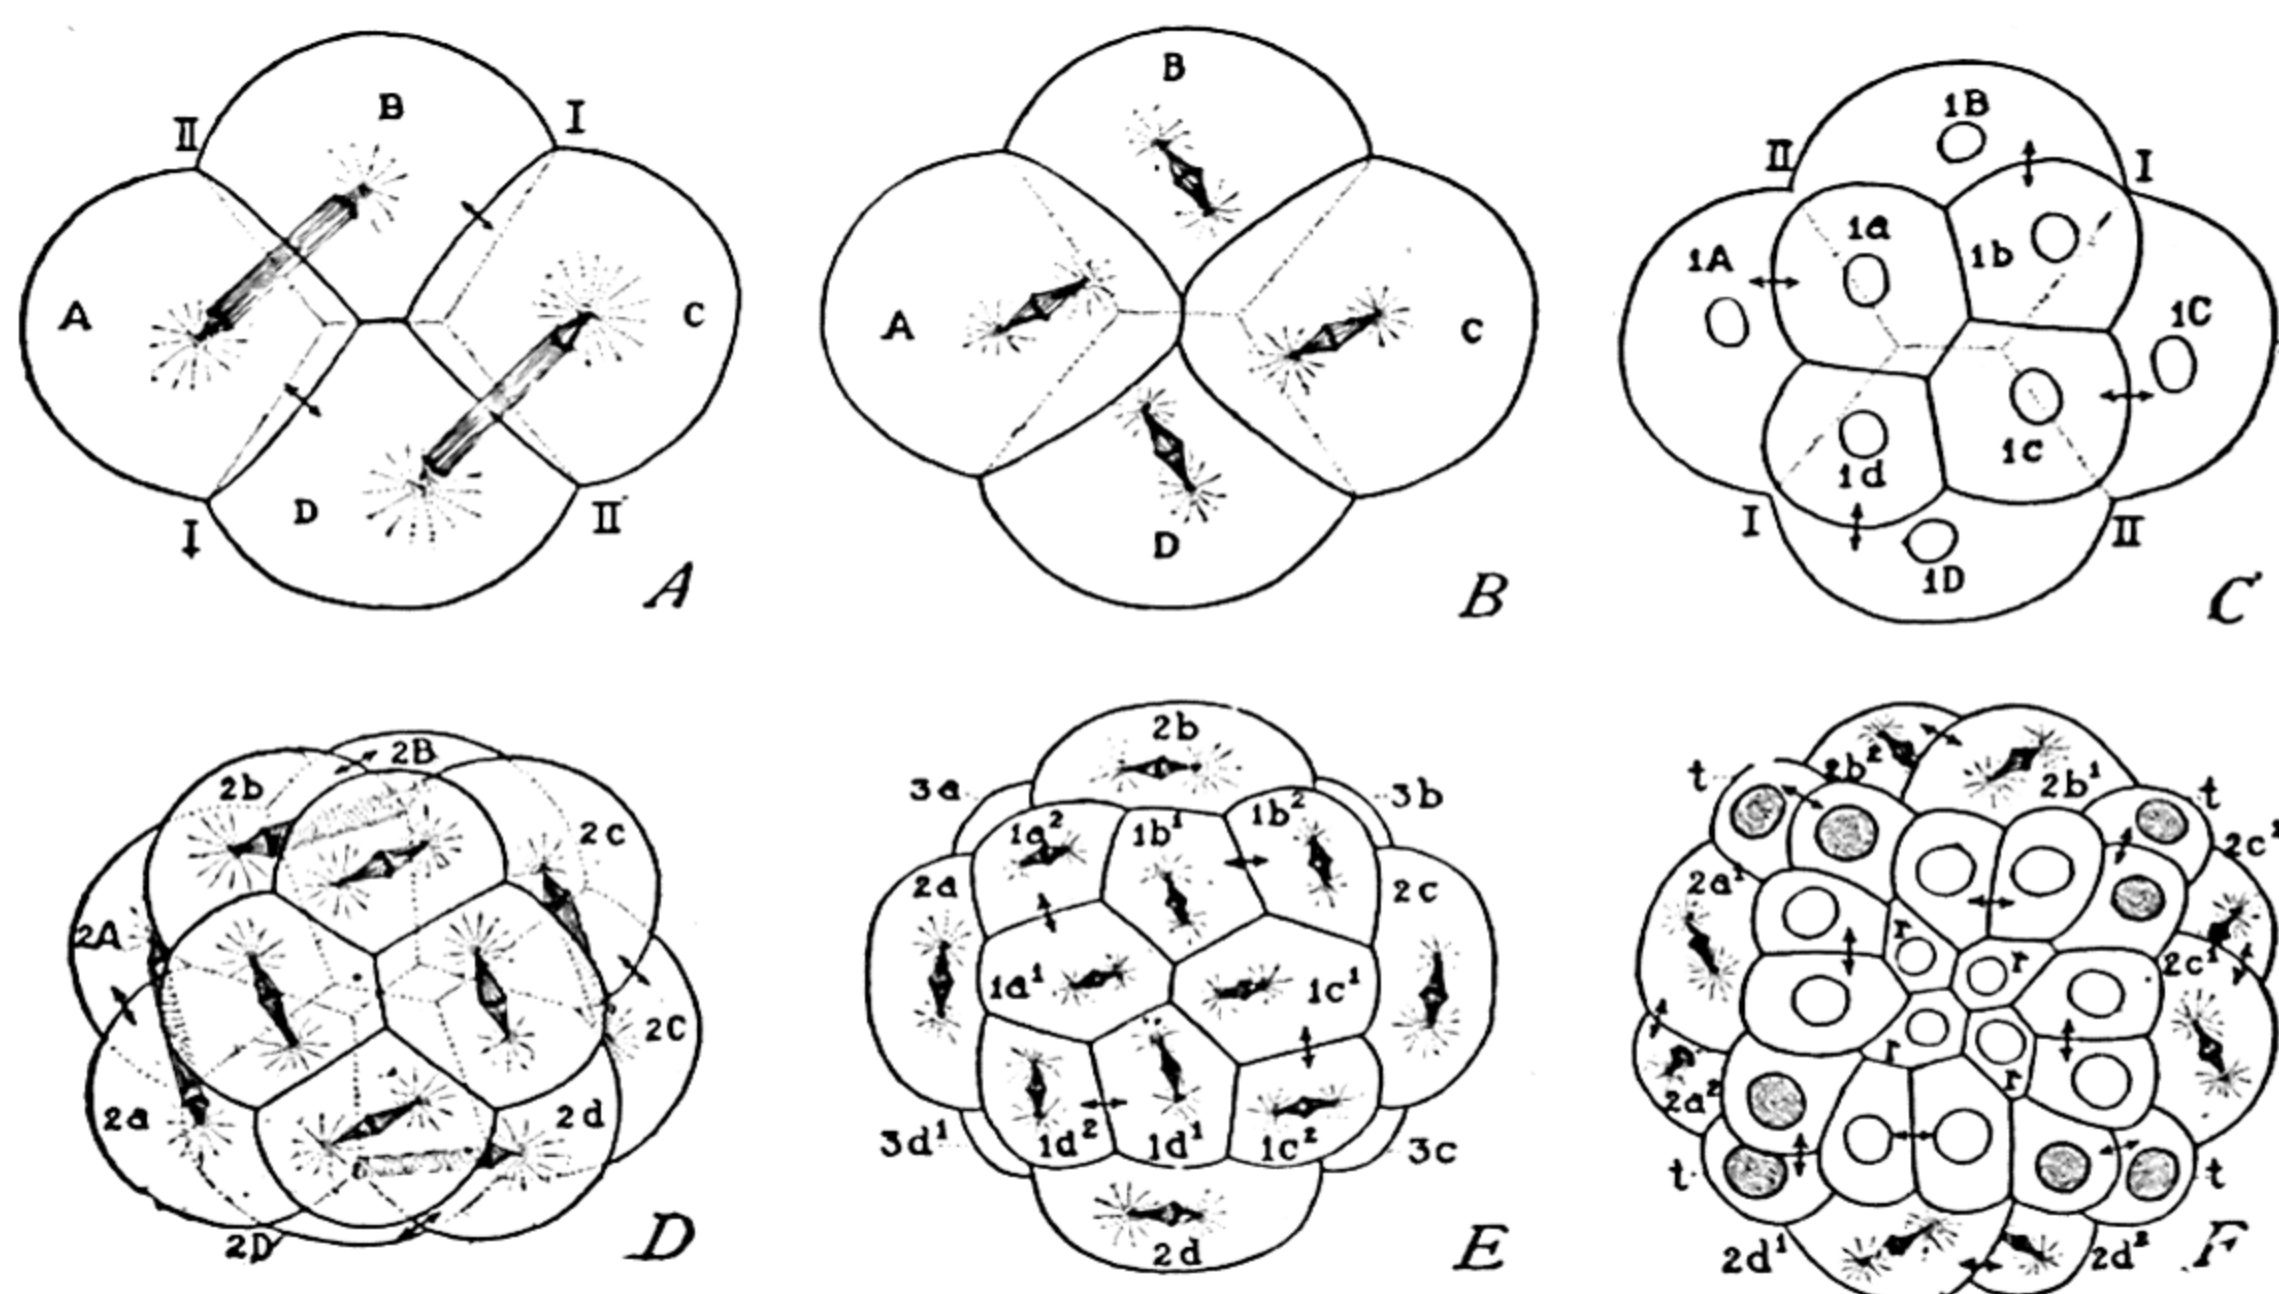 B
II
I
A
C
D
I
II
A
B
A
C
D
B
1B
II
I
1a
1b
1A
1C
1d
1c
I
II
1D
C
2B
2b
2c
2A
2C
2a
2d
2D
D
2b
3a
3b
1a² 1b¹ 1b²
2a
2c
1a¹
1c¹
3d¹
1d² 1d¹ 1c²
3c
2d
E
t
2b²
2b¹
t
2c²
2a¹
r
r
2c¹
r
r
2a²
t
t
2d¹
2d²
F